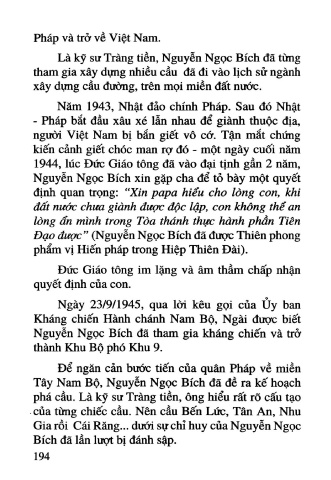 Pháp và trở về Việt Nam.
Là kỹ sư Tràng tiền, Nguyễn Ngọc Bích đã từng
tham gia xây dựng nhiều cầu đã đi vào lịch sử ngành
xây dựng cầu đường, trên mọi miền đất nước.
Năm 1943, Nhật đảo chính Pháp. Sau đó Nhật
- Pháp bắt đầu xâu xé lẫn nhau để giành thuộc địa,
người Việt Nam bị bắn giết vô cớ. Tận mắt chứng
kiến cảnh giết chóc man rợ đó - một ngày cuối năm
1944, lúc Đức Giáo tông đã vào đại tịnh gần 2 năm,
Nguyễn Ngọc Bích xin gặp cha để tỏ bày một quyết
định quan trọng: “Xin papa hiểu cho lòng con, khi
đất nước chưa giành được độc lập, con không thể an
lòng ẩn mình trong Tòa thánh thực hành phần Tiên
Đạo được” (Nguyễn Ngọc Bích đã được Thiên phong
phẩm vị Hiến pháp trong Hiệp Thiên Đài).
Đức Giáo tông im lặng và âm thầm chấp nhận
quyết định của con.
Ngày 23/9/1945, qua lời kêu gọi của Ủy ban
Kháng chiến Hành chánh Nam Bộ, Ngài được biết
Nguyễn Ngọc Bích đã tham gia kháng chiến và trở
thành Khu Bộ phó Khu 9.
Để ngăn cản bước tiến của quân Pháp về miền
Tây Nam Bộ, Nguyễn Ngọc Bích đã đề ra kế hoạch
phá cầu. Là kỹ sư Tràng tiền, ông hiểu rất rõ cấu tạo
của từng chiếc cầu. Nên cầu Bến Lức, Tân An, Nhu
Gia rồi Cái Răng... dưới sự chỉ huy của Nguyễn Ngọc
Bích đã lần lượt bị đánh sập.
194